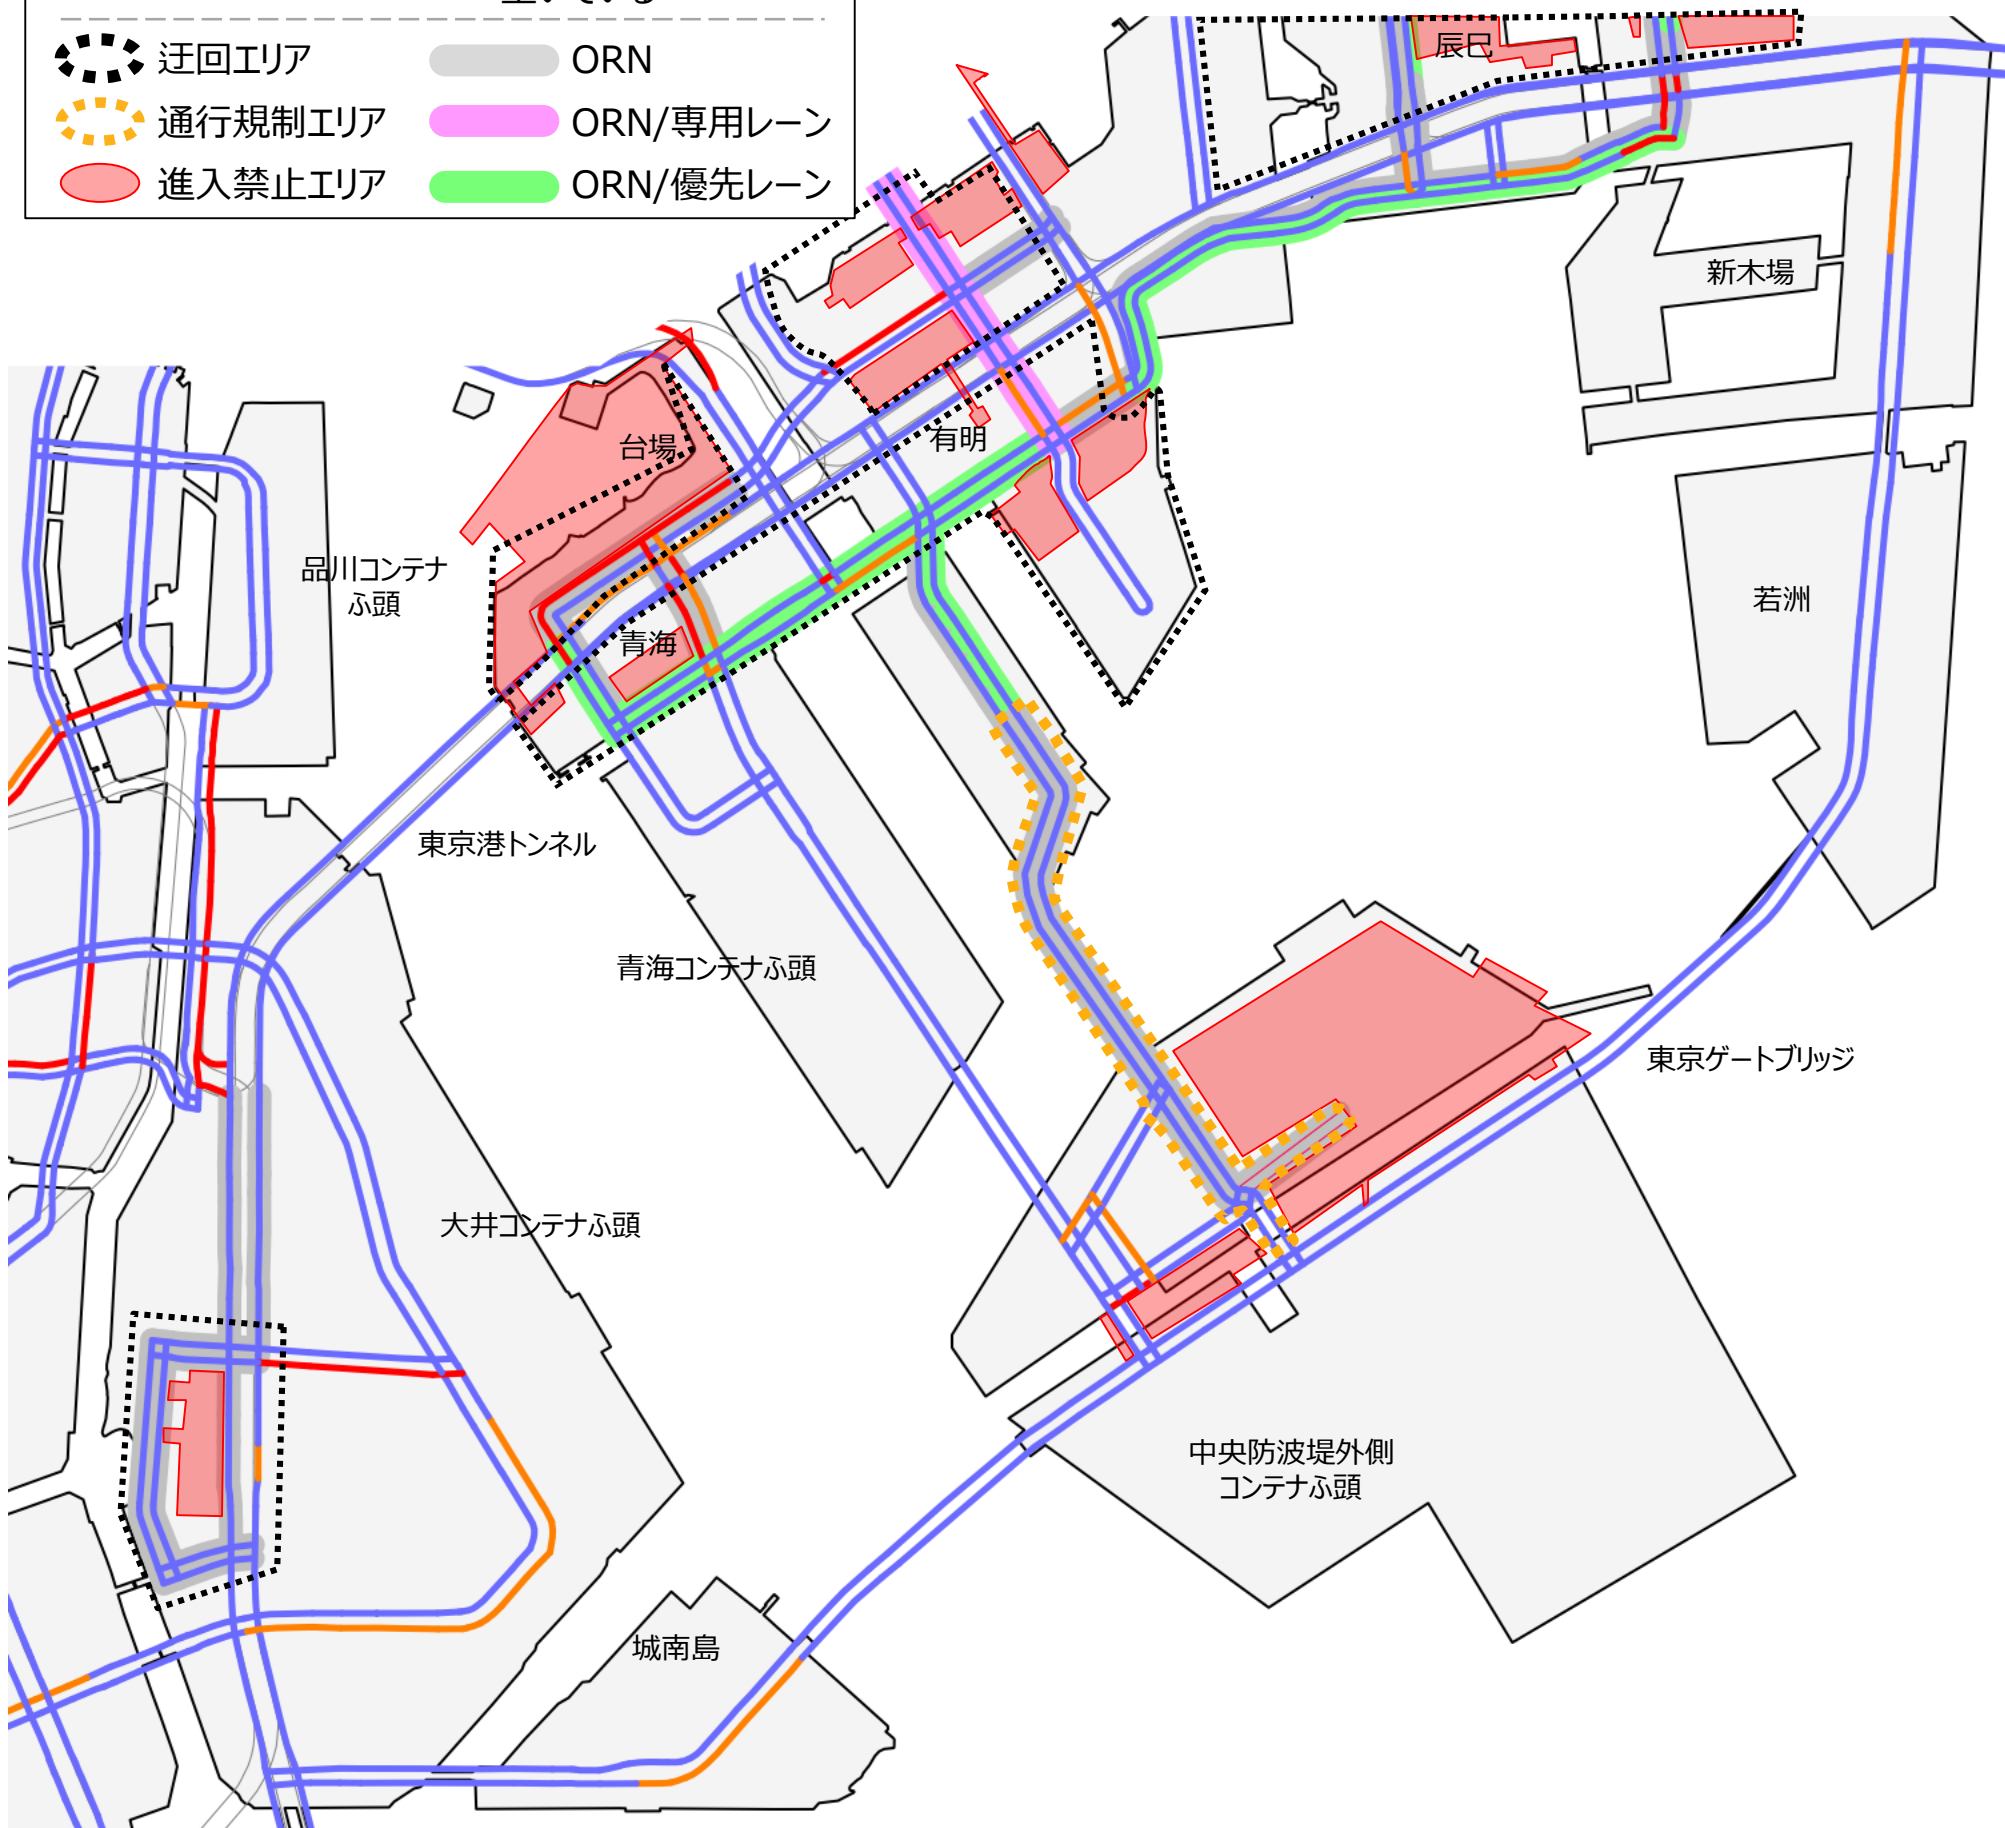 空いている
迂回エリア
ORN
通行規制エリア
ORN/専用レーン
進入禁止エリア
ORN/優先レーン
辰巳
新木場
有明
台場
品川コンテナ
ふ頭
若洲
青海
東京港トンネル
青海コンテナふ頭
東京ゲートブリッジ
大井コンテナふ頭
中央防波堤外側
コンテナふ頭
城南島